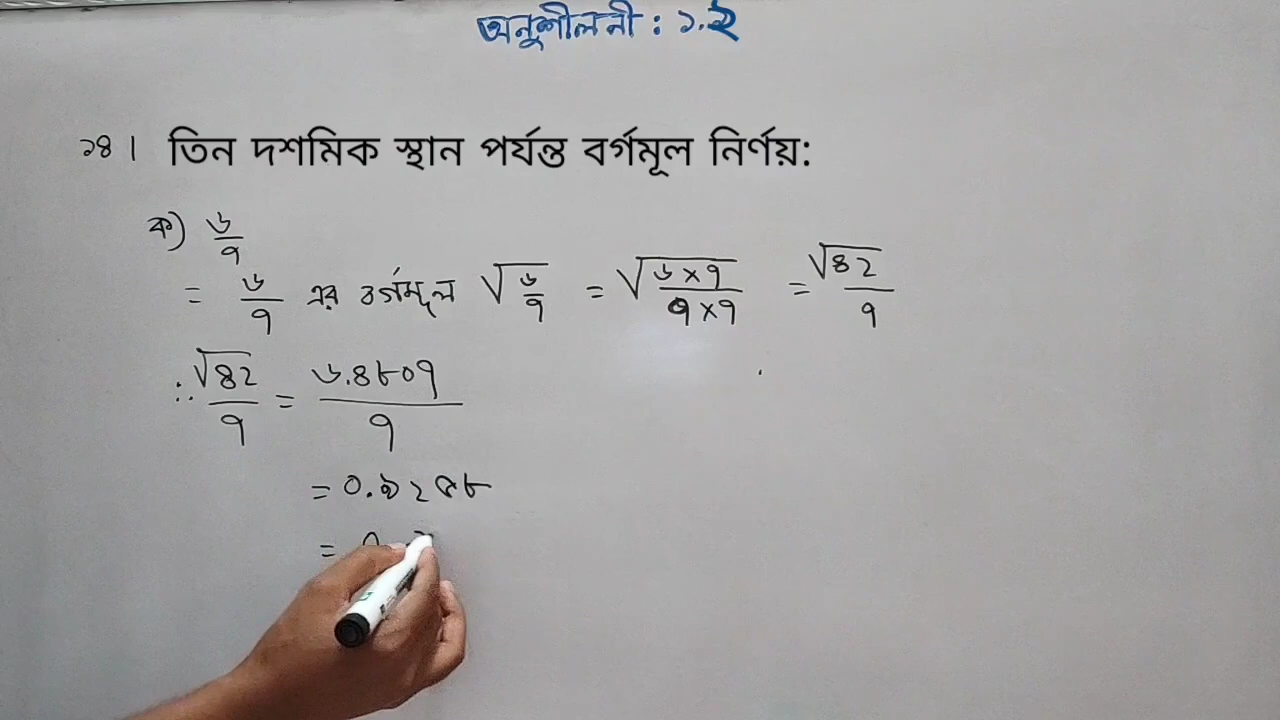 অনুশীলনী : ১.২
১৪। তিন দশমিক স্থান পর্যন্ত বর্গমূল নির্ণয়:
ক) ৬/৭
= ৬/৭ এর বর্গমূল √(৬/৭) = √((৬×৭)/(৭×৭)) = √৪২/৭
∴ √৪২/৭ = ৬.৪৮০৭/৭
= ০.৯২৫৮
= ০.